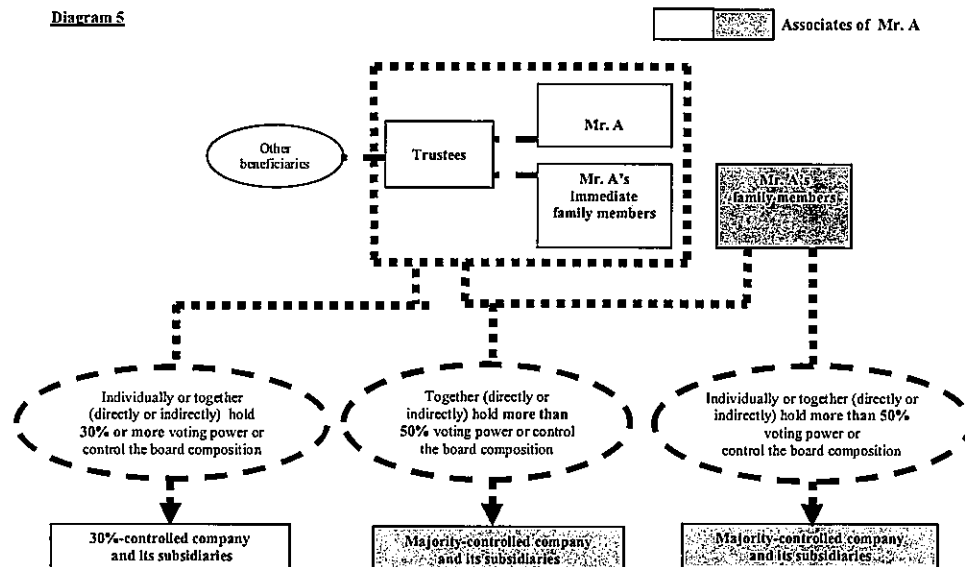 Diagram 5
Associates of Mr. A
Other
beneficiaries
Trustees
Mr. A
Mr. A's
Immediate
family members
Mr. A's
family members
Individually or together
(directly or indirectly) hold
30% or more voting power or
control the board composition
Together (directly or
indirectly) hold more than
50% voting power or control
the board composition
Individually or together (directly or
indirectly) hold more than 50%
voting power or
control the board composition
30%-controlled company
and its subsidiaries
Majority-controlled company
and its subsidiaries
Majority-controlled company
and its subsidiaries